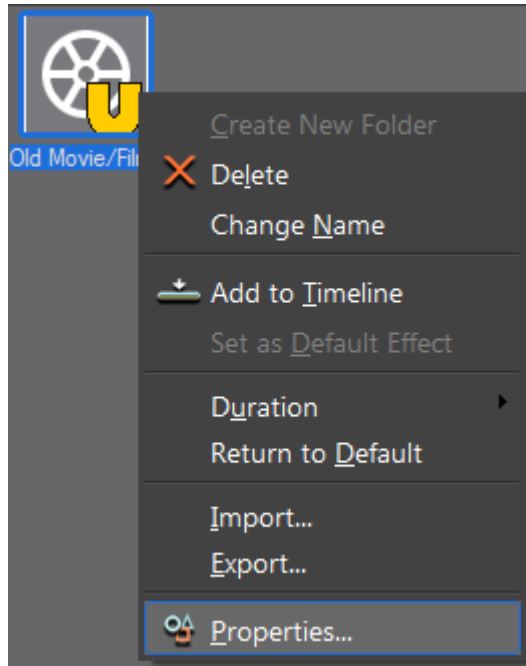 U
Old Movie/Fil
Create New Folder
Delete
Change Name
Add to Timeline
Set as Default Effect
Duration
Return to Default
Import...
Export...
Properties...